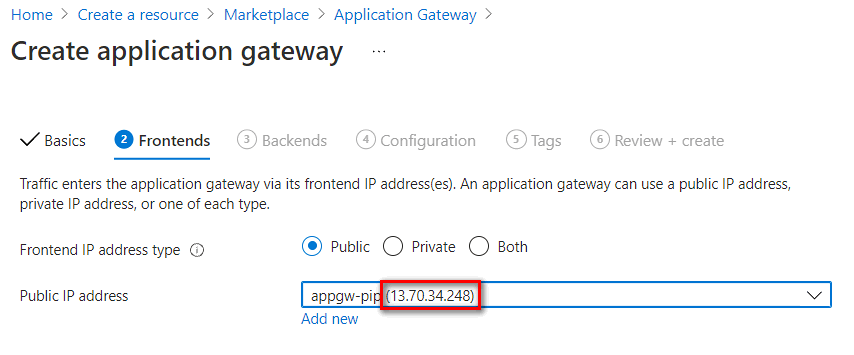 Home > Create a resource > Marketplace > Application Gateway >
Create application gateway ...
Basics 2 Frontends 3 Backends 4 Configuration 5 Tags 6 Review + create
Traffic enters the application gateway via its frontend IP address(es). An application gateway can use a public IP address,
private IP address, or one of each type.
Frontend IP address type Public Private Both
Public IP address appgw-pip (13.70.34.248)
Add new